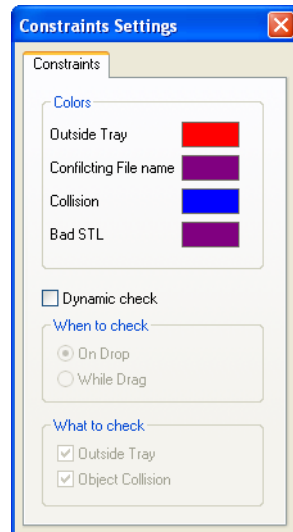 Constraints Settings
Constraints
Colors
Outside Tray
Confilcting File name
Collision
Bad STL
Dynamic check
When to check
On Drop
While Drag
What to check
Outside Tray
Object Collision